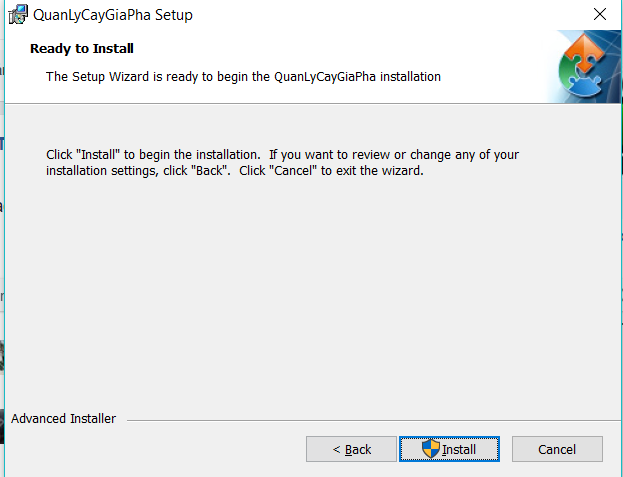 QuanLyCayGiaPha Setup
Ready to Install
The Setup Wizard is ready to begin the QuanLyCayGiaPha installation
Click "Install" to begin the installation.  If you want to review or change any of your
installation settings, click "Back".  Click "Cancel" to exit the wizard.
Advanced Installer
< Back
Install
Cancel